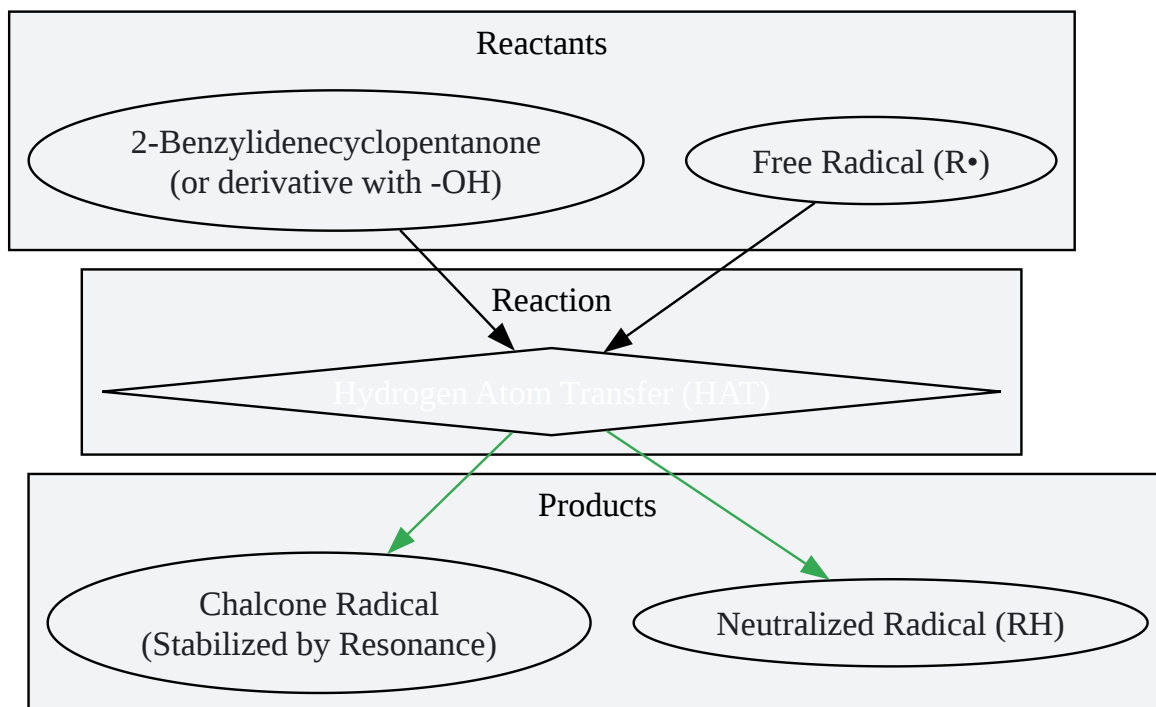 Reactants
2-Benzylidenecyclopentanone
(or derivative with -OH)
Free Radical (R•)
Reaction
Hydrogen Atom Transfer (HAT)
Products
Chalcone Radical
(Stabilized by Resonance)
Neutralized Radical (RH)